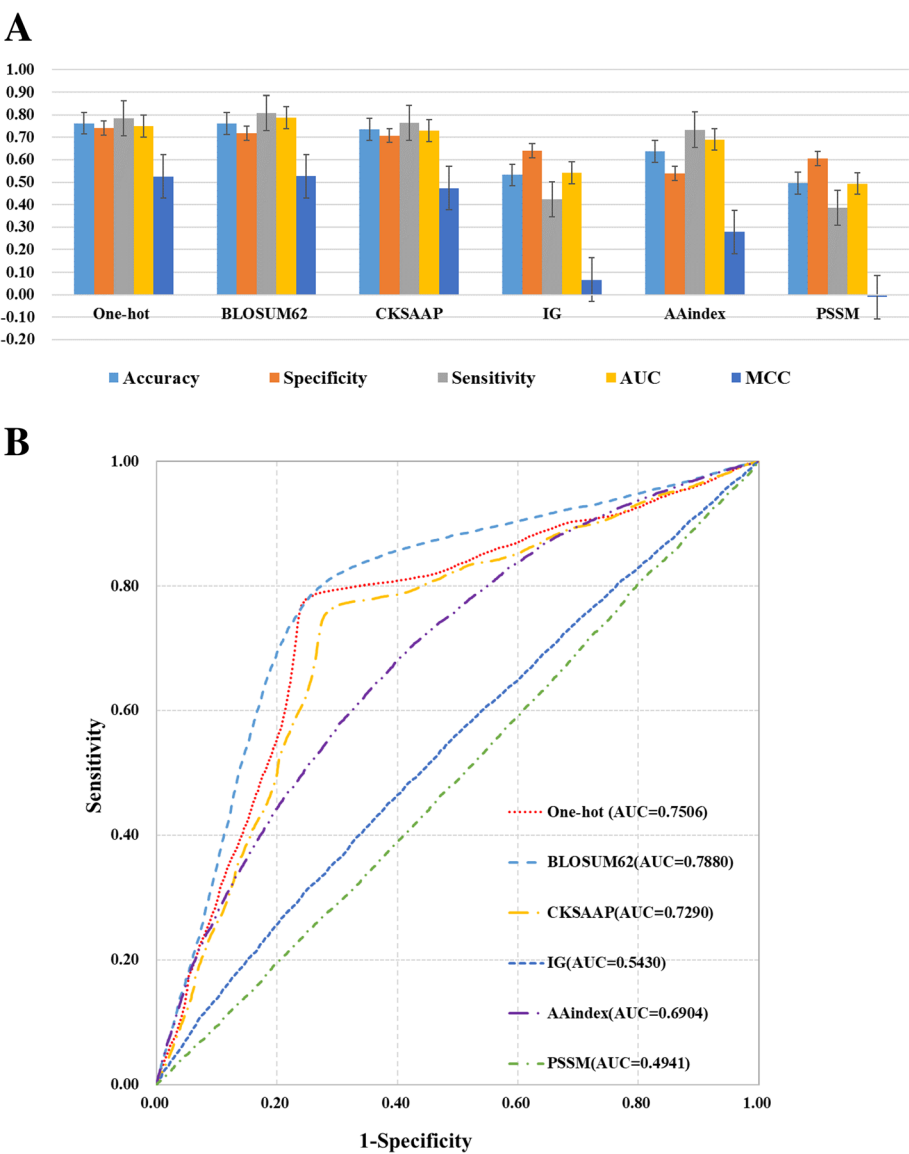 A
1.00
0.90
0.80
0.70
0.60
0.50
0.40
0.30
0.20
0.10
0.00
-0.10
-0.20
One-hot BLOSUM62 CKSAAP IG AAindex PSSM
Accuracy Specificity Sensitivity AUC MCC
B
1.00
0.80
0.60
0.40
0.20
0.00
Sensitivity
One-hot (AUC=0.7506)
BLOSUM62(AUC=0.7880)
CKSAAP(AUC=0.7290)
IG(AUC=0.5430)
AAindex(AUC=0.6904)
PSSM(AUC=0.4941)
0.00 0.20 0.40 0.60 0.80 1.00
1-Specificity